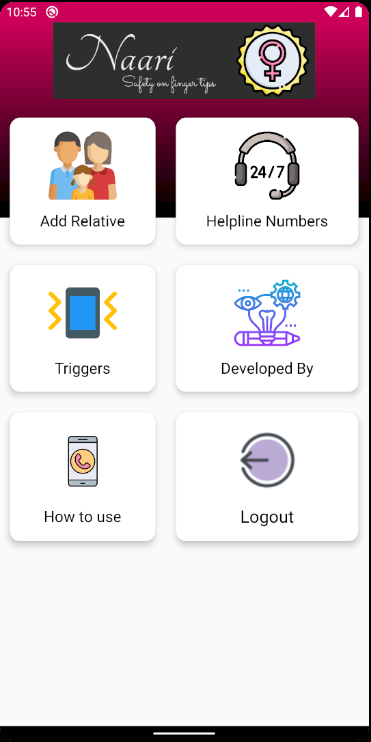 10:55
Naari
Safety on finger tips
24/7
Add Relative
Helpline Numbers
Triggers
Developed By
How to use
Logout